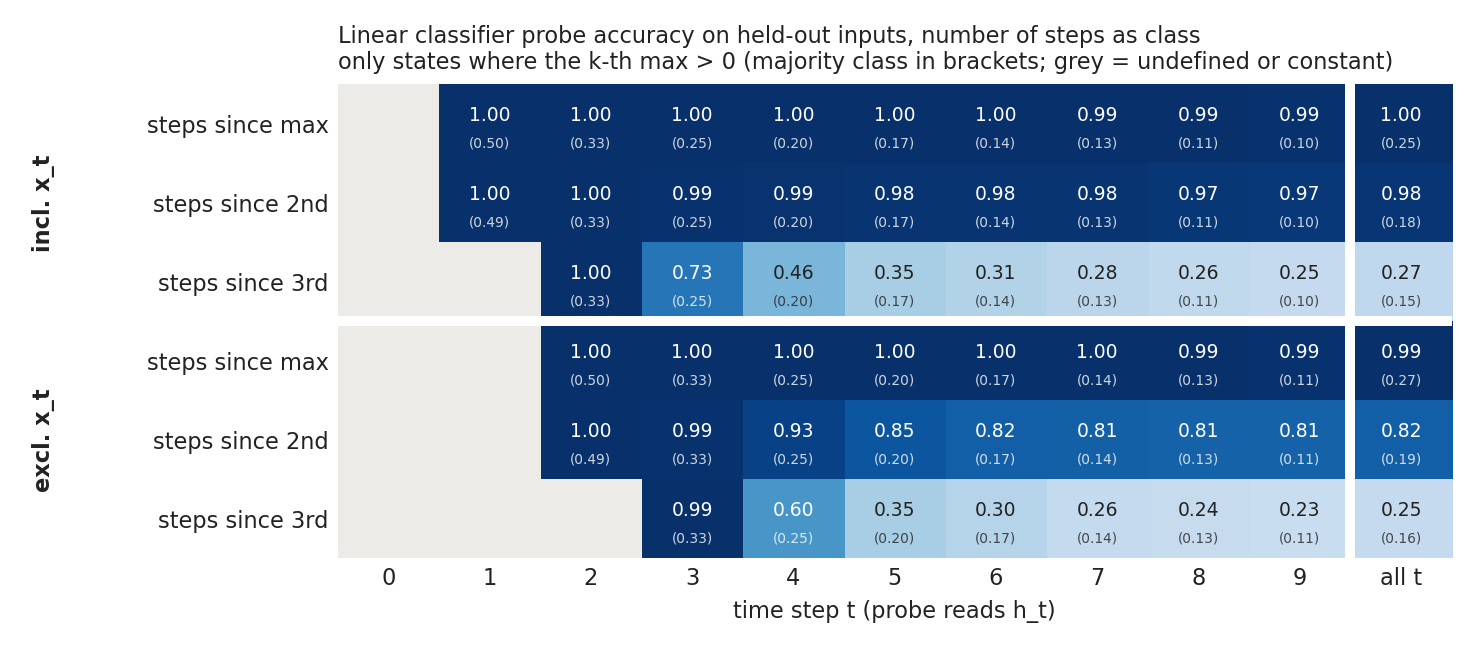 Linear classifier probe accuracy on held-out inputs, number of steps as class
only states where the k-th max > 0 (majority class in brackets; grey = undefined or constant)
incl. x_t
steps since max
1.00 1.00 1.00 1.00 1.00 1.00 0.99 0.99 0.99 1.00
(0.50) (0.33) (0.25) (0.20) (0.17) (0.14) (0.13) (0.11) (0.10) (0.25)
steps since 2nd
1.00 1.00 0.99 0.99 0.98 0.98 0.98 0.97 0.97 0.98
(0.49) (0.33) (0.25) (0.20) (0.17) (0.14) (0.13) (0.11) (0.10) (0.18)
steps since 3rd
1.00 0.73 0.46 0.35 0.31 0.28 0.26 0.25 0.27
(0.33) (0.25) (0.20) (0.17) (0.14) (0.13) (0.11) (0.10) (0.15)
excl. x_t
steps since max
1.00 1.00 1.00 1.00 1.00 1.00 0.99 0.99 0.99
(0.50) (0.33) (0.25) (0.20) (0.17) (0.14) (0.13) (0.11) (0.27)
steps since 2nd
1.00 0.99 0.93 0.85 0.82 0.81 0.81 0.81 0.82
(0.49) (0.33) (0.25) (0.20) (0.17) (0.14) (0.13) (0.11) (0.19)
steps since 3rd
0.99 0.60 0.35 0.30 0.26 0.24 0.23 0.25
(0.33) (0.25) (0.20) (0.17) (0.14) (0.13) (0.11) (0.16)
0 1 2 3 4 5 6 7 8 9 all t
time step t (probe reads h_t)